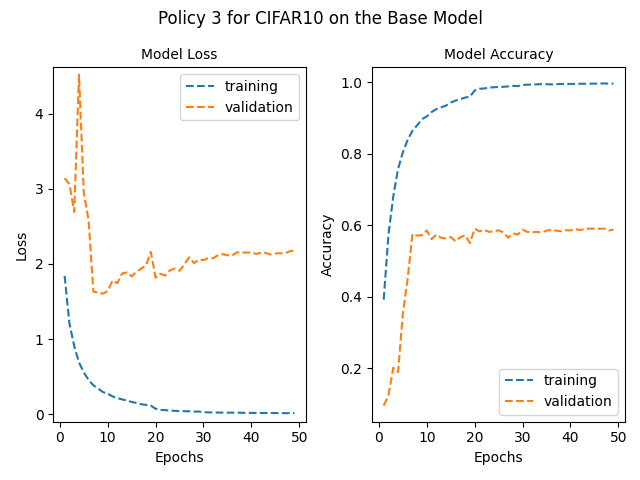 Policy 3 for CIFAR10 on the Base Model
Model Loss
training
validation
4
3
2
1
0
Loss
0 10 20 30 40 50
Epochs
Model Accuracy
1.0
0.8
0.6
0.4
0.2
Accuracy
training
validation
0 10 20 30 40 50
Epochs